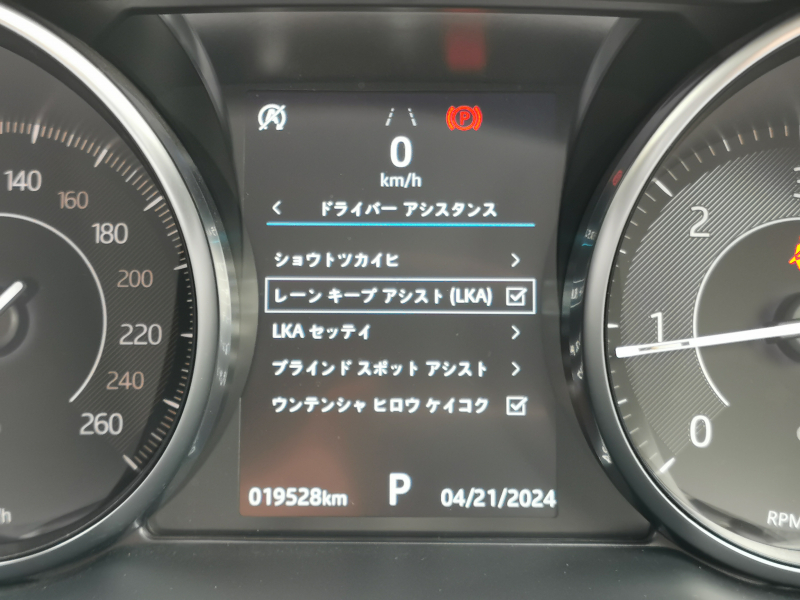 0
km/h
ドライバー アシスタンス
ショウトツカイヒ
レーン キープ アシスト (LKA)
LKA セッテイ
ブラインド スポット アシスト
ウンテンシャ ヒロウ ケイコク
019528km
P
04/21/2024
140
160
180
200
220
240
260
2
1
0
RPM
P
A